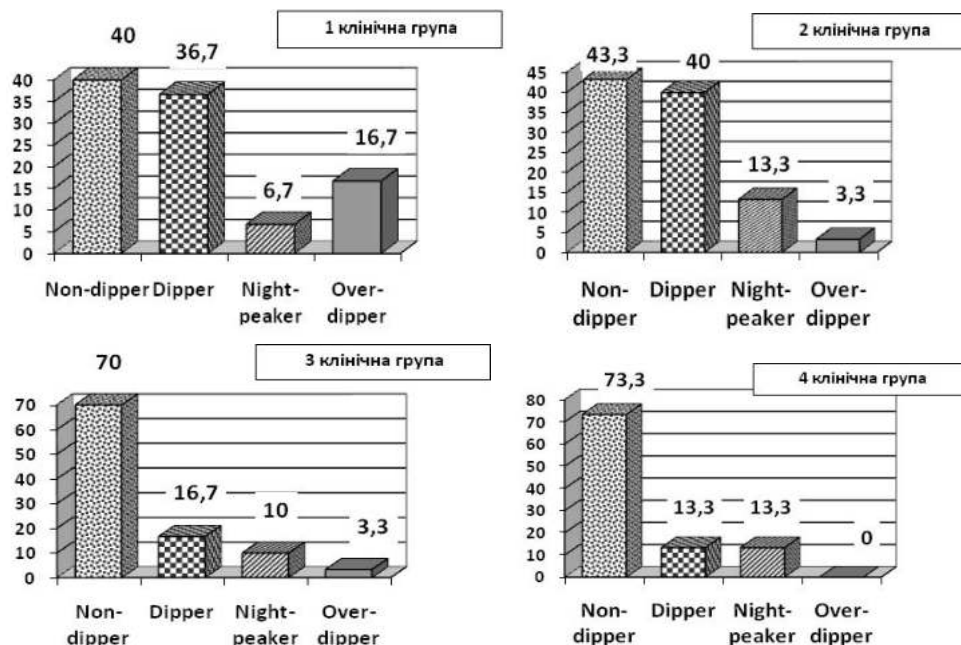 1 клінічна група
40
36,7
6,7
16,7
40
35
30
25
20
15
10
5
0
Non-dipper
Dipper
Night-
peaker
Over-
dipper
2 клінічна група
43,3
40
13,3
3,3
45
40
35
30
25
20
15
10
5
0
Non-
dipper
Dipper
Night-
peaker
Over-
dipper
3 клінічна група
70
16,7
10
3,3
70
60
50
40
30
20
10
0
Non-
dipper
Dipper
Night-
peaker
Over-
dipper
4 клінічна група
73,3
13,3
13,3
0
80
70
60
50
40
30
20
10
0
Non-
dipper
Dipper
Night-
peaker
Over-
dipper